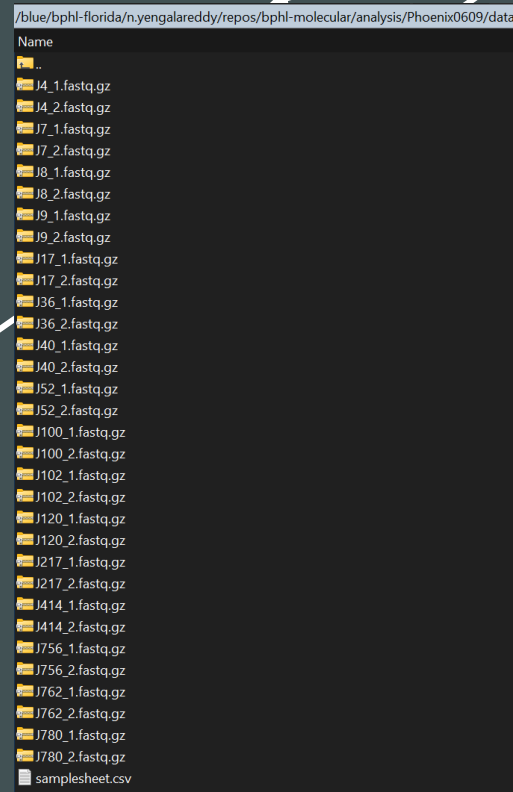 /blue/bphl-florida/n.yengalareddy/repos/bphl-molecular/analysis/Phoenix0609/data
Name
..
J4_1.fastq.gz
J4_2.fastq.gz
J7_1.fastq.gz
J7_2.fastq.gz
J8_1.fastq.gz
J8_2.fastq.gz
J9_1.fastq.gz
J9_2.fastq.gz
J17_1.fastq.gz
J17_2.fastq.gz
J36_1.fastq.gz
J36_2.fastq.gz
J40_1.fastq.gz
J40_2.fastq.gz
J52_1.fastq.gz
J52_2.fastq.gz
J100_1.fastq.gz
J100_2.fastq.gz
J102_1.fastq.gz
J102_2.fastq.gz
J120_1.fastq.gz
J120_2.fastq.gz
J217_1.fastq.gz
J217_2.fastq.gz
J414_1.fastq.gz
J414_2.fastq.gz
J756_1.fastq.gz
J756_2.fastq.gz
J762_1.fastq.gz
J762_2.fastq.gz
J780_1.fastq.gz
J780_2.fastq.gz
samplesheet.csv